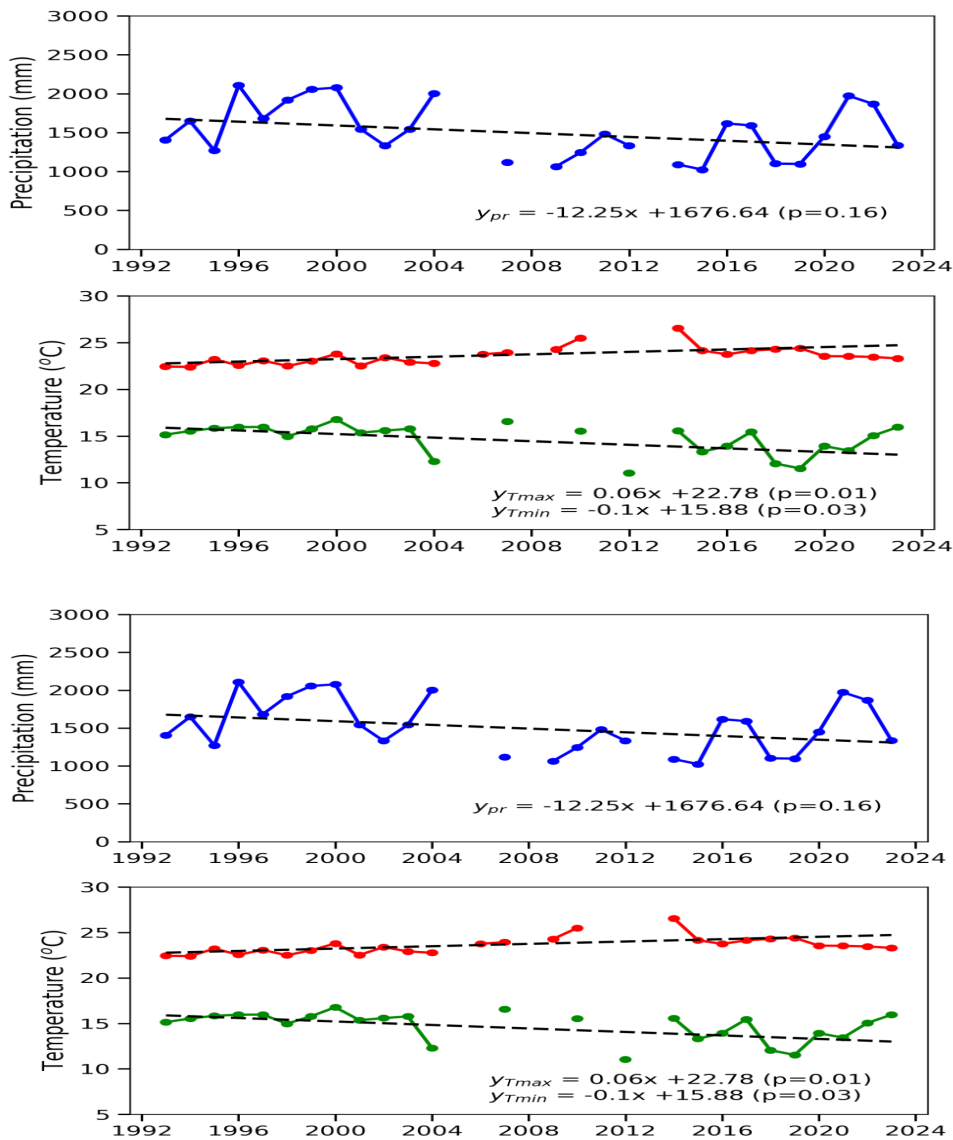 3000
2500
2000
1500
1000
500
0
Precipitation (mm)
y_pr = -12.25x +1676.64 (p=0.16)
1992 1996 2000 2004 2008 2012 2016 2020 2024
30
25
20
15
10
5
Temperature (ºC)
y_Tmax = 0.06x +22.78 (p=0.01)
y_Tmin = -0.1x +15.88 (p=0.03)
1992 1996 2000 2004 2008 2012 2016 2020 2024
3000
2500
2000
1500
1000
500
0
Precipitation (mm)
y_pr = -12.25x +1676.64 (p=0.16)
1992 1996 2000 2004 2008 2012 2016 2020 2024
30
25
20
15
10
5
Temperature (ºC)
y_Tmax = 0.06x +22.78 (p=0.01)
y_Tmin = -0.1x +15.88 (p=0.03)
1992 1996 2000 2004 2008 2012 2016 2020 2024